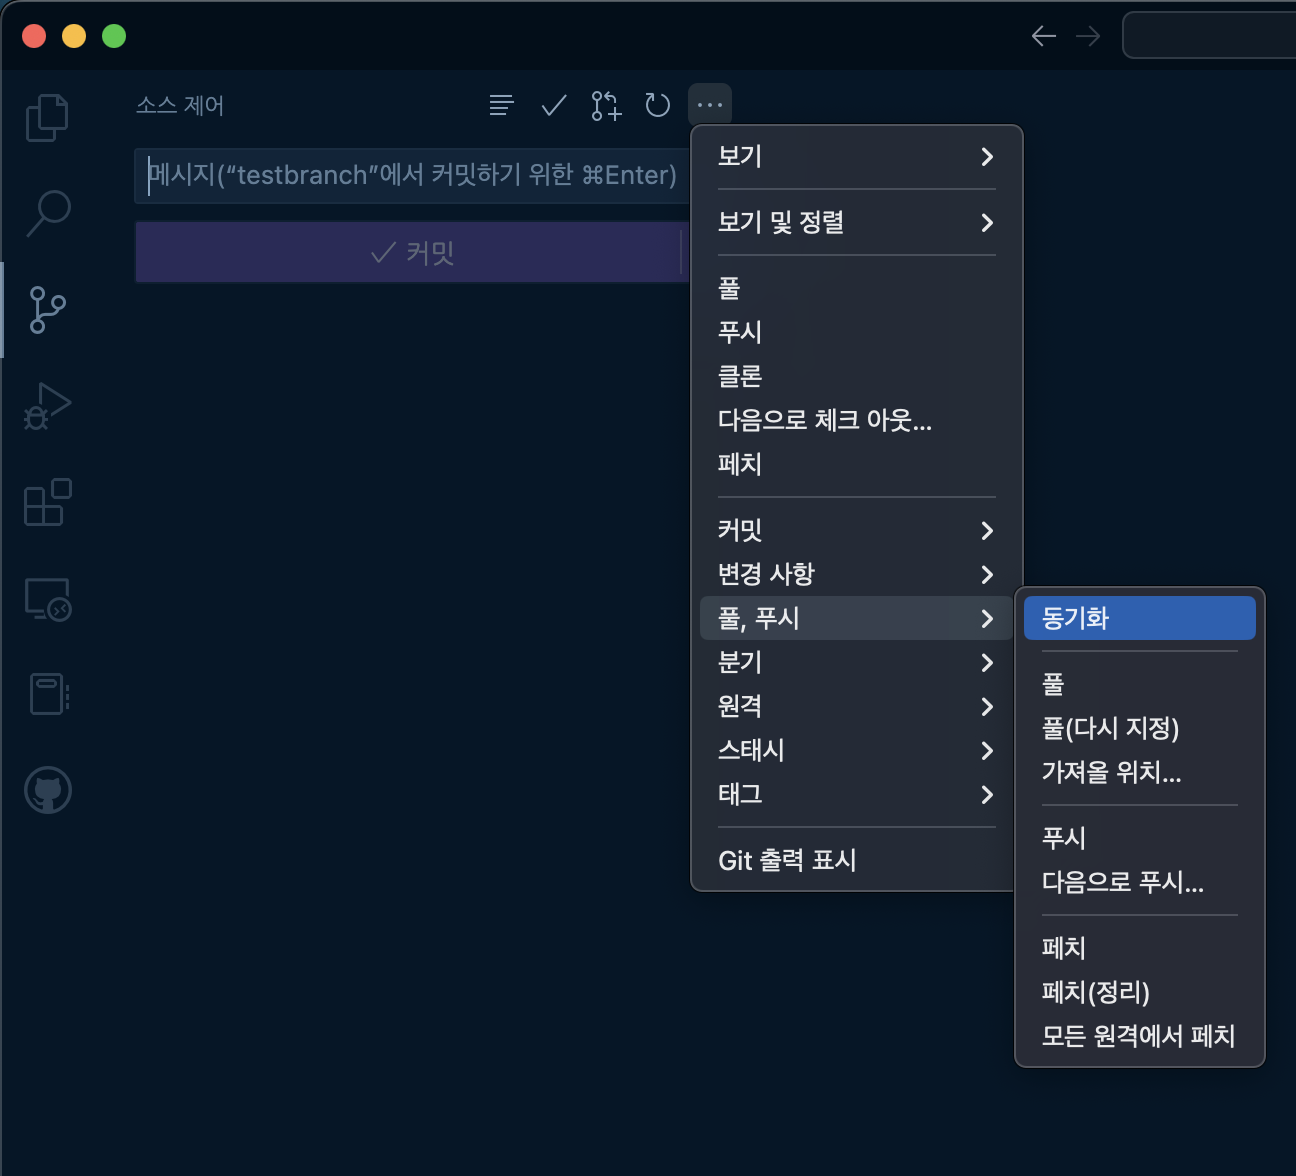 소스 제어
메시지(“testbranch”에서 커밋하기 위한 ⌘Enter)
커밋
보기
보기 및 정렬
풀
푸시
클론
다음으로 체크 아웃...
페치
커밋
변경 사항
풀, 푸시
분기
원격
스태시
태그
Git 출력 표시
동기화
풀
풀(다시 지정)
가져올 위치...
푸시
다음으로 푸시...
페치
페치(정리)
모든 원격에서 페치